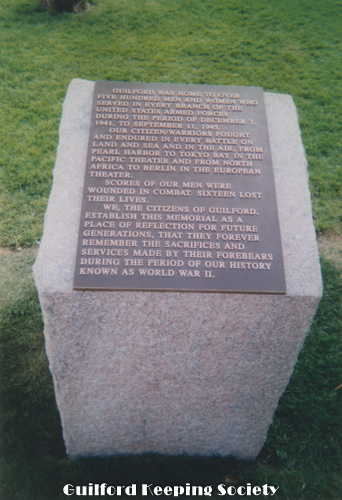 GUILFORD WAS HOME TO OVER
FIVE HUNDRED MEN AND WOMEN WHO
SERVED IN EVERY BRANCH OF THE
UNITED STATES ARMED FORCES
DURING THE PERIOD OF DECEMBER 7,
1941, TO SEPTEMBER 11, 1945.
OUR CITIZEN/WARRIORS FOUGHT
AND ENDURED IN EVERY BATTLE ON
LAND AND SEA AND IN THE AIR, FROM
PEARL HARBOR TO TOKYO BAY IN THE
PACIFIC THEATER AND FROM NORTH
AFRICA TO BERLIN IN THE EUROPEAN
THEATER.
SCORES OF OUR MEN WERE
WOUNDED IN COMBAT. SIXTEEN LOST
THEIR LIVES.
WE, THE CITIZENS OF GUILFORD,
ESTABLISH THIS MEMORIAL AS A
PLACE OF REFLECTION FOR FUTURE
GENERATIONS, THAT THEY FOREVER
REMEMBER THE SACRIFICES AND
SERVICES MADE BY THEIR FOREBEARS
DURING THE PERIOD OF OUR HISTORY
KNOWN AS WORLD WAR II.
Guilford Keeping Society